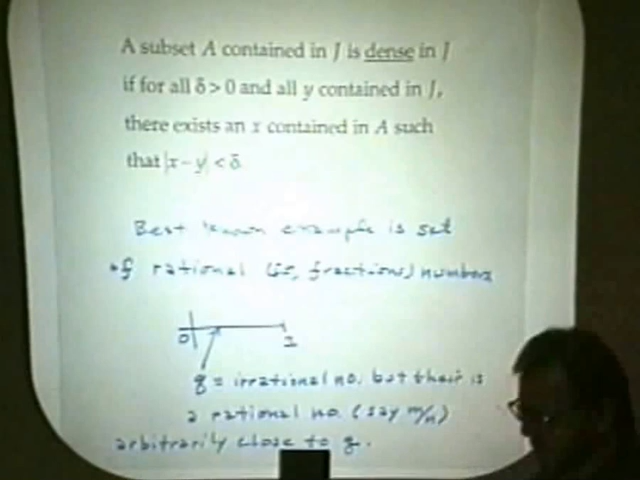 A subset A contained in J is dense in J
if for all δ > 0 and all y contained in J,
there exists an x contained in A such
that |x – y| < δ
Best known example is set
of rational (ie, fractions) numbers
0 1
q = irrational no. but their is
a rational no. (say m/n)
arbitrarily close to q.